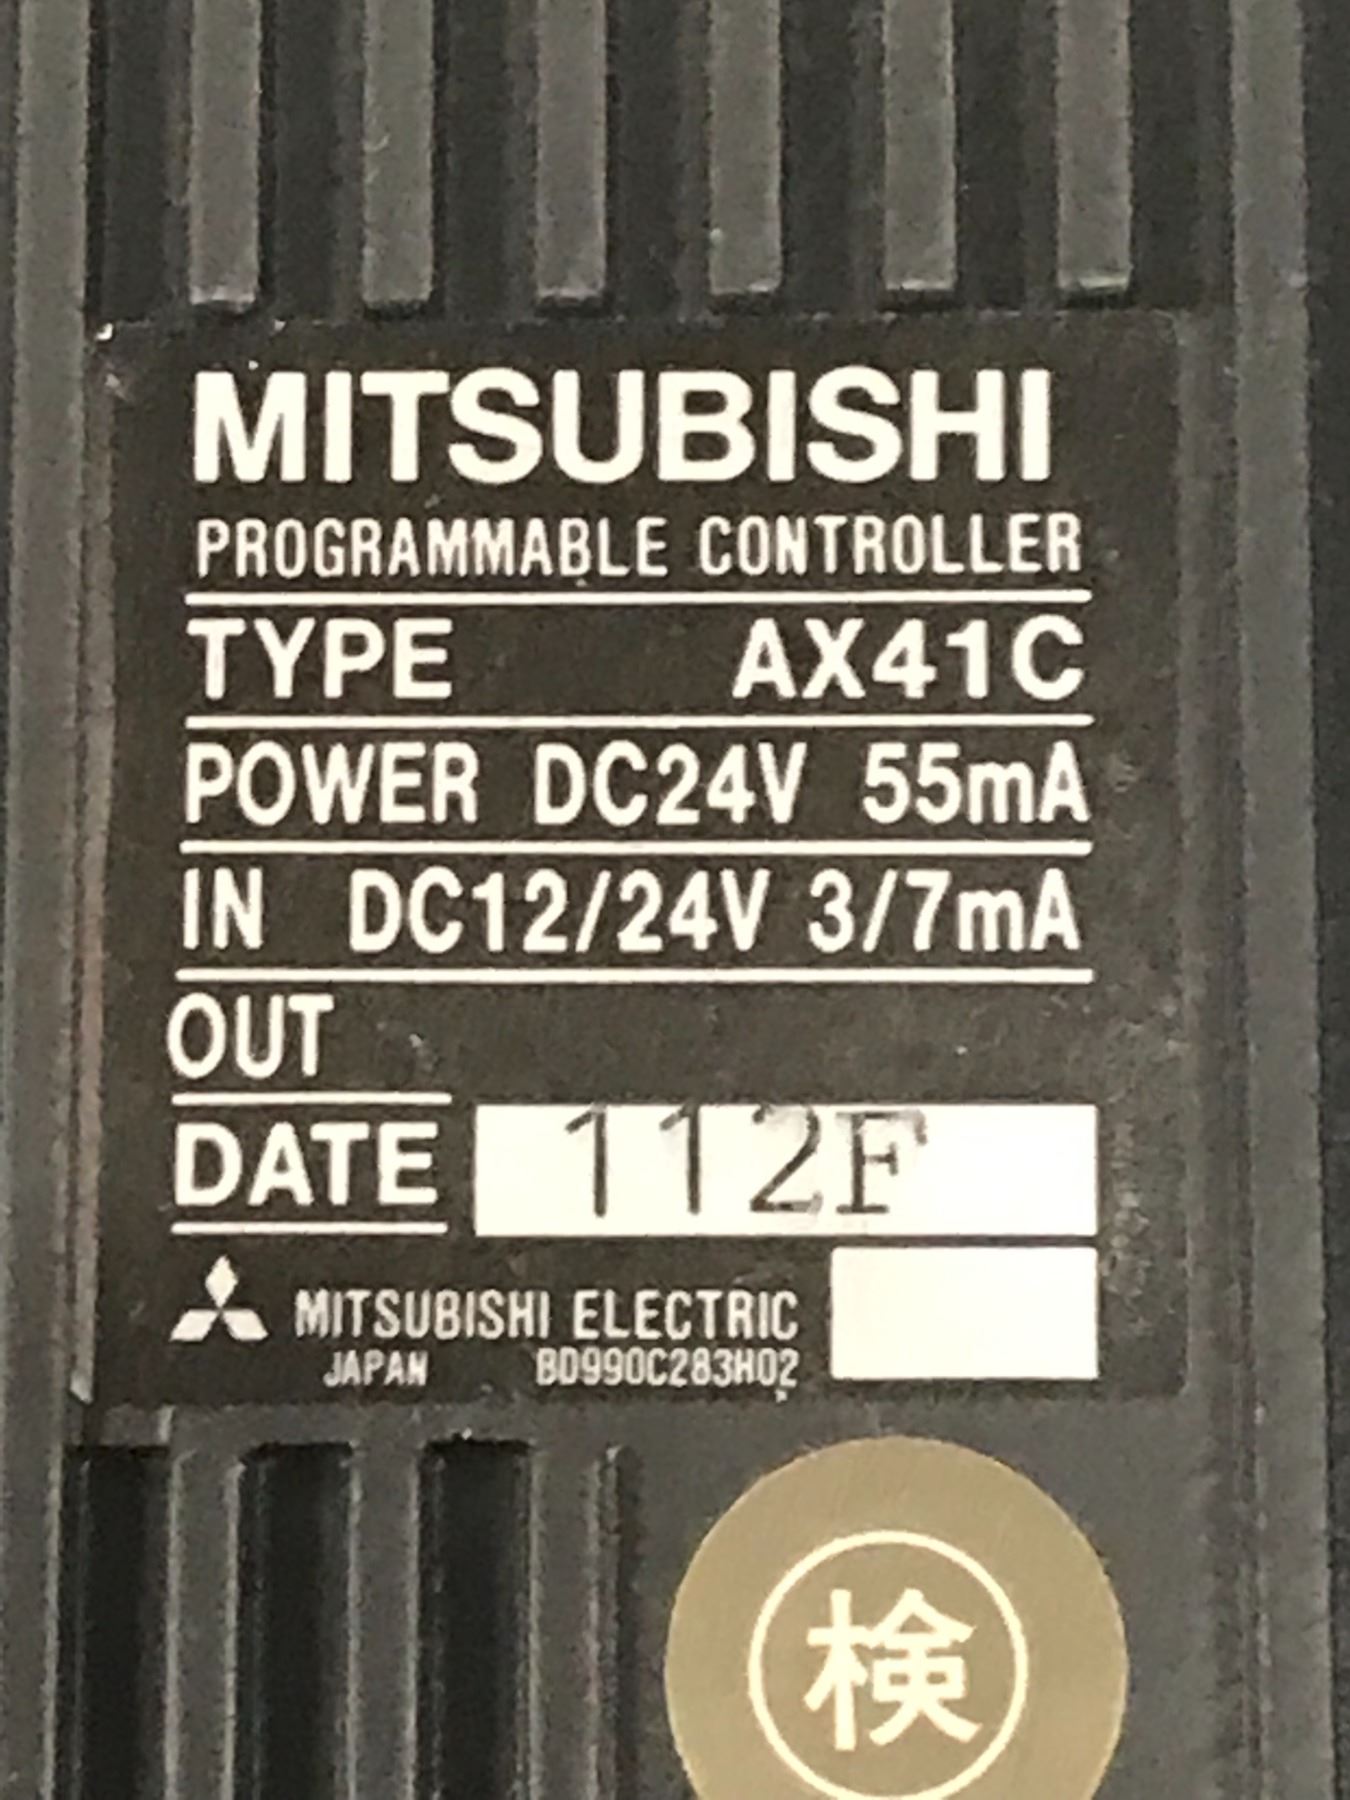 MITSUBISHI
PROGRAMMABLE CONTROLLER
TYPE AX41C
POWER DC24V 55mA
IN DC12/24V 3/7mA
OUT
DATE 112F
MITSUBISHI ELECTRIC
JAPAN BD990C283H02
検